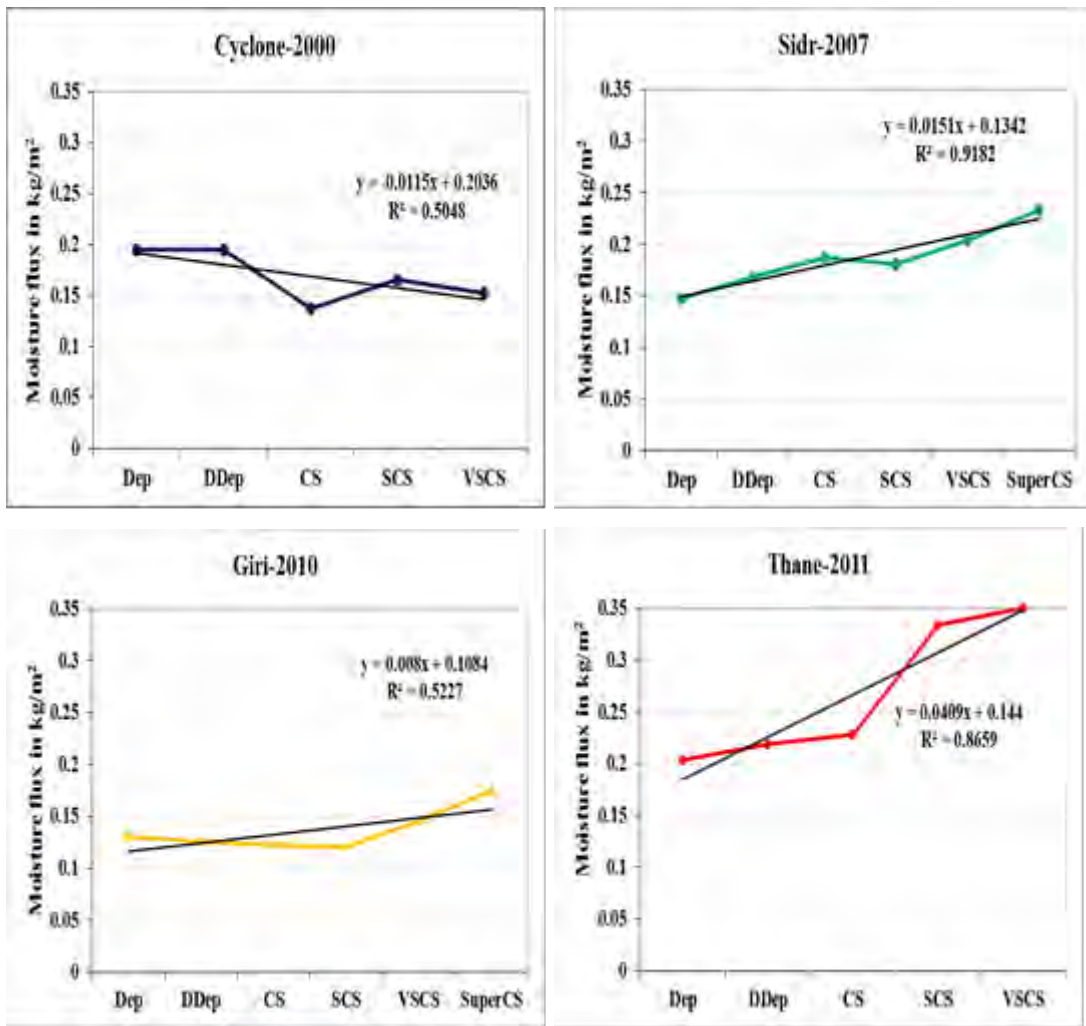 Cyclone-2000
Moisture flux in kg/m²
0.35
0.3
0.25
0.2
0.15
0.1
0.05
0
y = -0.0115x + 0.2036
R² = 0.5048
Dep DDep CS SCS VSCS
Sidr-2007
Moisture flux in kg/m²
0.35
0.3
0.25
0.2
0.15
0.1
0.05
0
y = 0.0151x + 0.1342
R² = 0.9182
Dep DDep CS SCS VSCS SuperCS
Giri-2010
Moisture flux in kg/m²
0.35
0.3
0.25
0.2
0.15
0.1
0.05
0
y = 0.008x + 0.1084
R² = 0.5227
Dep DDep CS SCS VSCS SuperCS
Thane-2011
Moisture flux in kg/m²
0.35
0.3
0.25
0.2
0.15
0.1
0.05
0
y = 0.0409x + 0.144
R² = 0.8659
Dep DDep CS SCS VSCS